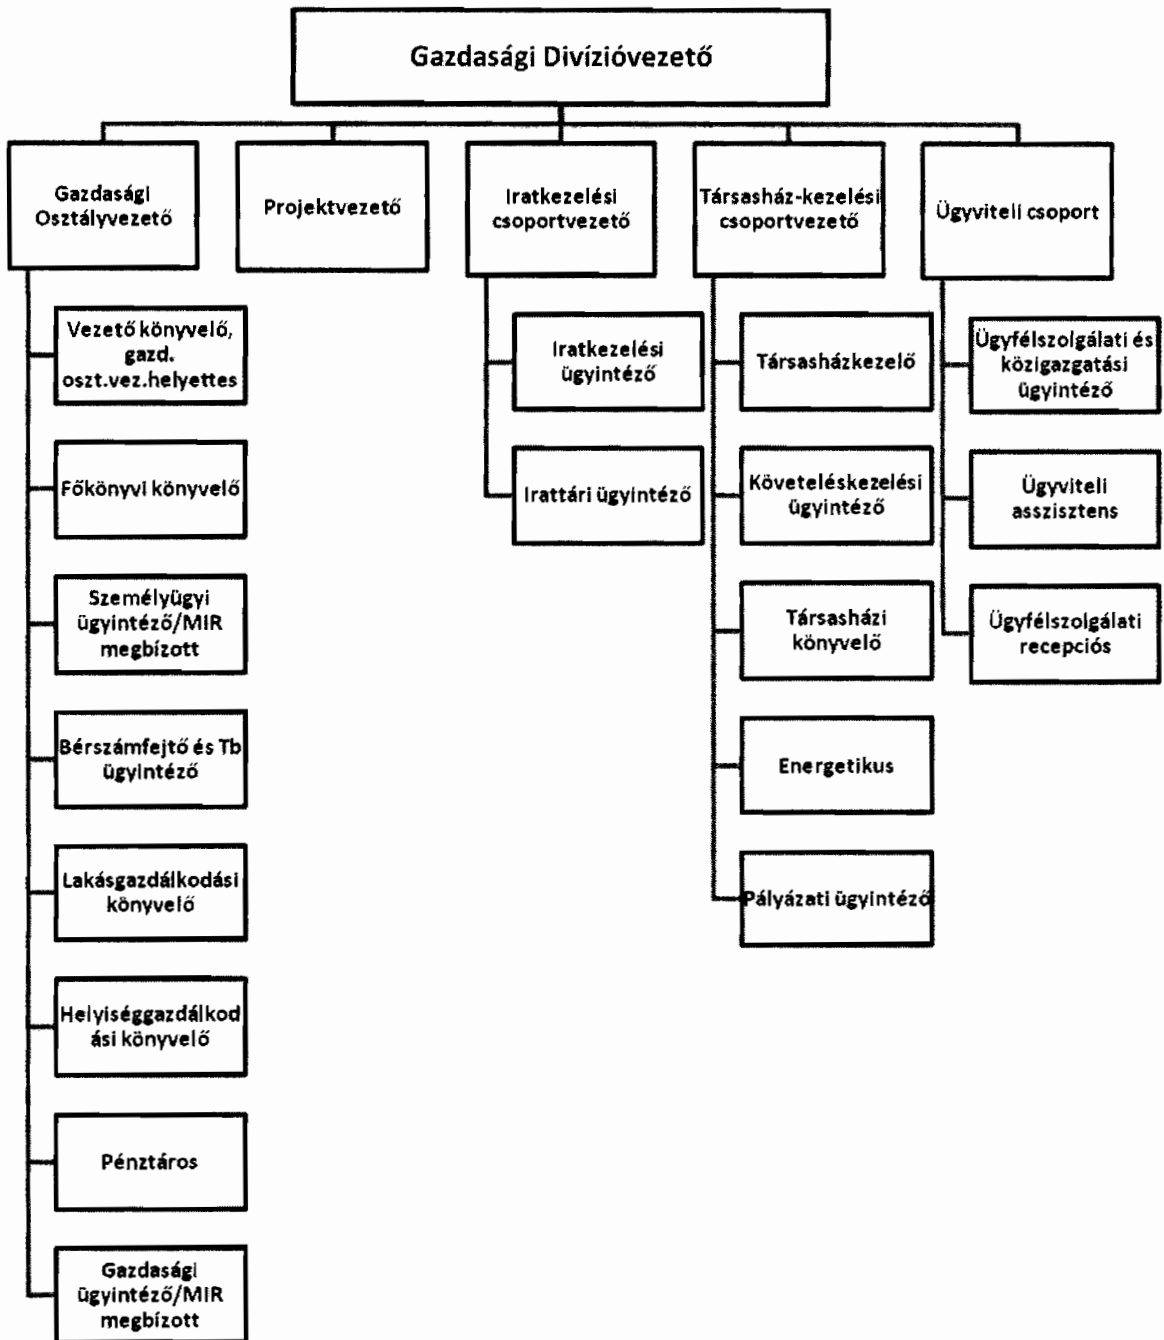 Gazdasági Divízióvezető
Gazdasági
Osztályvezető
Projektvezető
Iratkezelési
csoportvezető
Társasház-kezelési
csoportvezető
Ügyviteli csoport
Vezető könyvelő,
gazd.
oszt.vez.helyettes
Főkönyvi könyvelő
Személyügyi
ügyintéző/MIR
megbízott
Bérszámfejtő és Tb
ügyintéző
Lakásgazdálkodási
könyvelő
Helyiséggazdálkod
ási könyvelő
Pénztáros
Gazdasági
ügyintéző/MIR
megbízott
Iratkezelési
ügyintéző
Irattári ügyintéző
Társasházkezelő
Követeléskezelési
ügyintéző
Társasházi
könyvelő
Energetikus
Pályázati ügyintéző
Ügyfélszolgálati és
közigazgatási
ügyintéző
Ügyviteli
asszisztens
Ügyfélszolgálati
recepciós